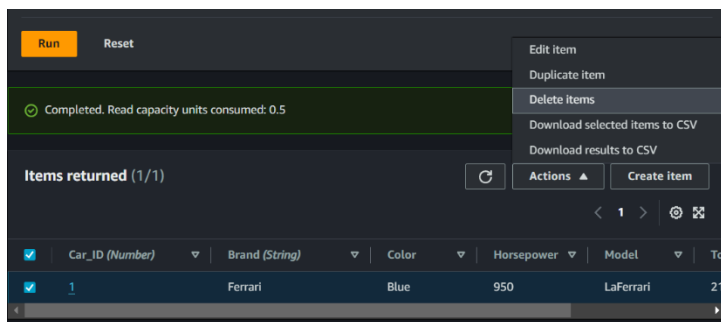 Run Reset
Edit item
Duplicate item
Delete items
Download selected items to CSV
Download results to CSV
Completed. Read capacity units consumed: 0.5
Items returned (1/1)
Actions
Create item
1
Car_ID (Number) Brand (String) Color Horsepower Model
1 Ferrari Blue 950 LaFerrari